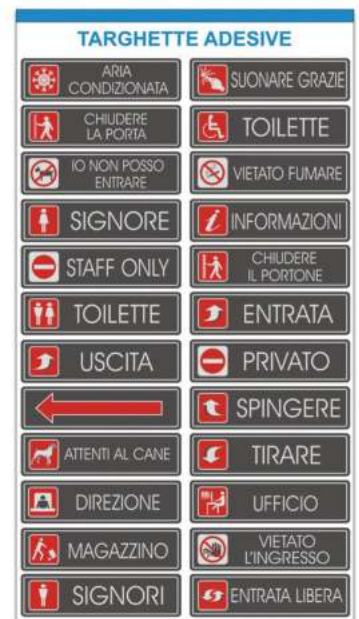 TARGHETTE ADESIVE
ARIA
CONDIZIONATA
SUONARE GRAZIE
CHIUDERE
LA PORTA
TOILETTE
IO NON POSSO
ENTRARE
VIETATO FUMARE
SIGNORE
INFORMAZIONI
STAFF ONLY
CHIUDERE
IL PORTONE
TOILETTE
ENTRATA
USCITA
PRIVATO
SPINGERE
ATTENTI AL CANE
TIRARE
DIREZIONE
UFFICIO
MAGAZZINO
VIETATO
L'INGRESSO
SIGNORI
ENTRATA LIBERA